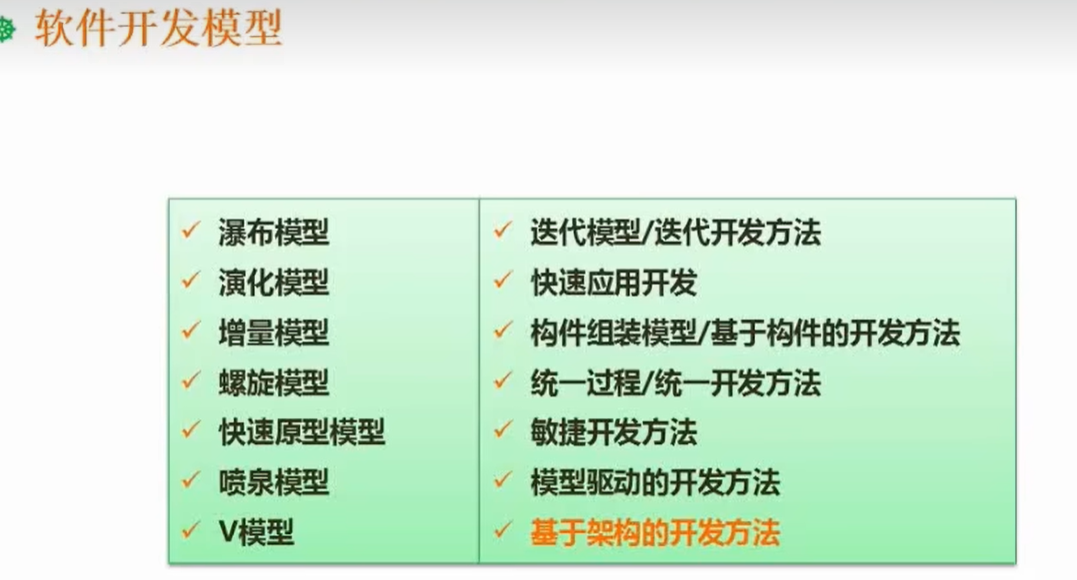 软件开发模型
瀑布模型
演化模型
增量模型
螺旋模型
快速原型模型
喷泉模型
V模型
迭代模型/迭代开发方法
快速应用开发
构件组装模型/基于构件的开发方法
统一过程/统一开发方法
敏捷开发方法
模型驱动的开发方法
基于架构的开发方法